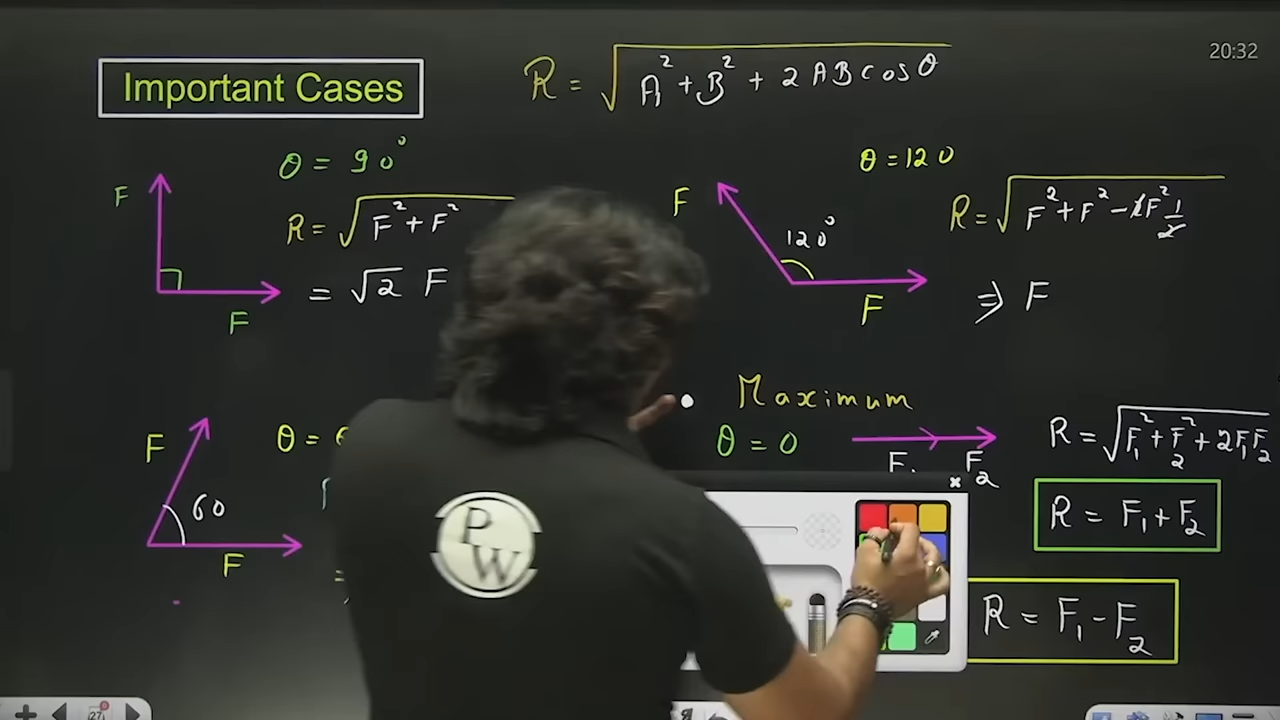 20:32
Important Cases
R = √(A² + B² + 2ABcosθ)
θ = 90°
F
R = √(F² + F²
= √2 F
F
θ = 120
F
120°
R = √(F² + F² - 2F² 1/2)
⇒ F
F
F
θ =
60
F
Maximum
θ = 0
F₂
R = √(F₁² + F₂² + 2F₁F₂
R = F₁ + F₂
R = F₁ - F₂
PW
27